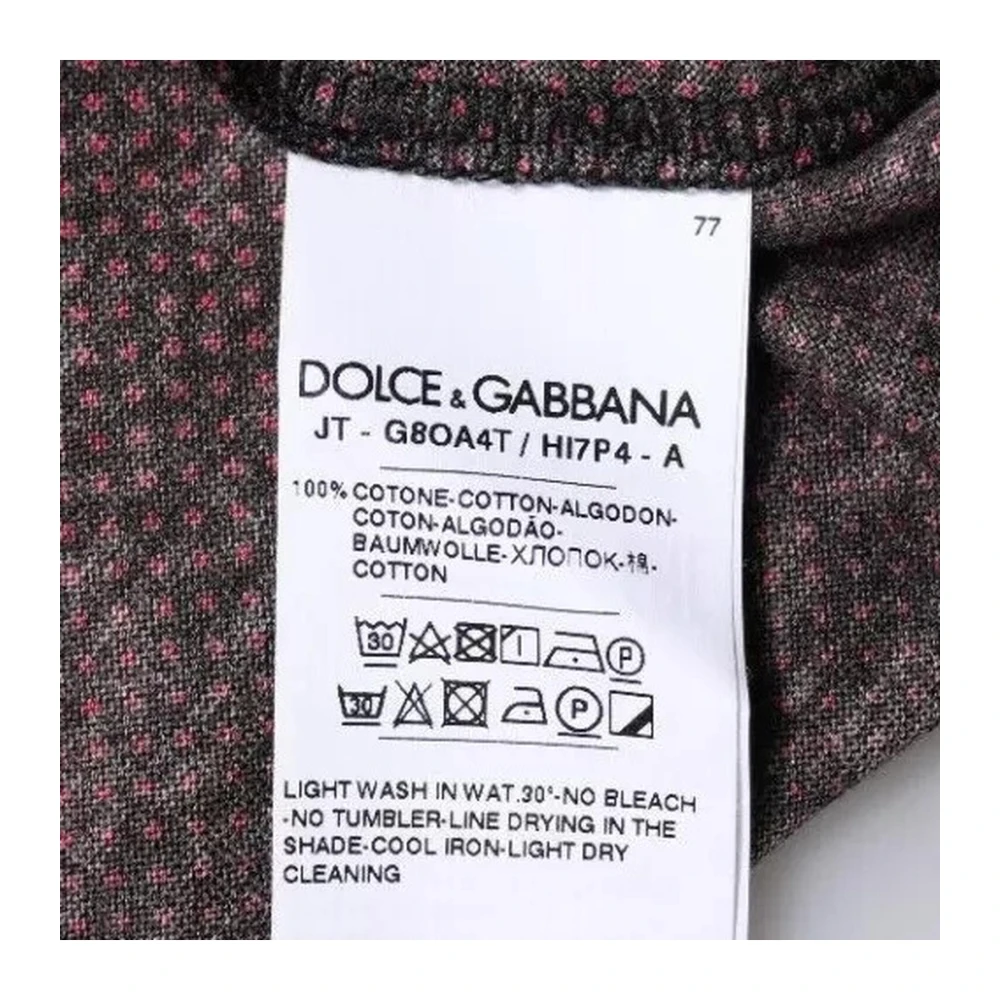 77
DOLCE & GABBANA
JT - G8OA4T / HI7P4 - A
100% COTONE-COTTON-ALGODON-
COTON-ALGODÃO-
BAUMWOLLE-ХЛОПОК-棉-
COTTON
30 P
30 P
LIGHT WASH IN WAT.30°-NO BLEACH
-NO TUMBLER-LINE DRYING IN THE
SHADE-COOL IRON-LIGHT DRY
CLEANING